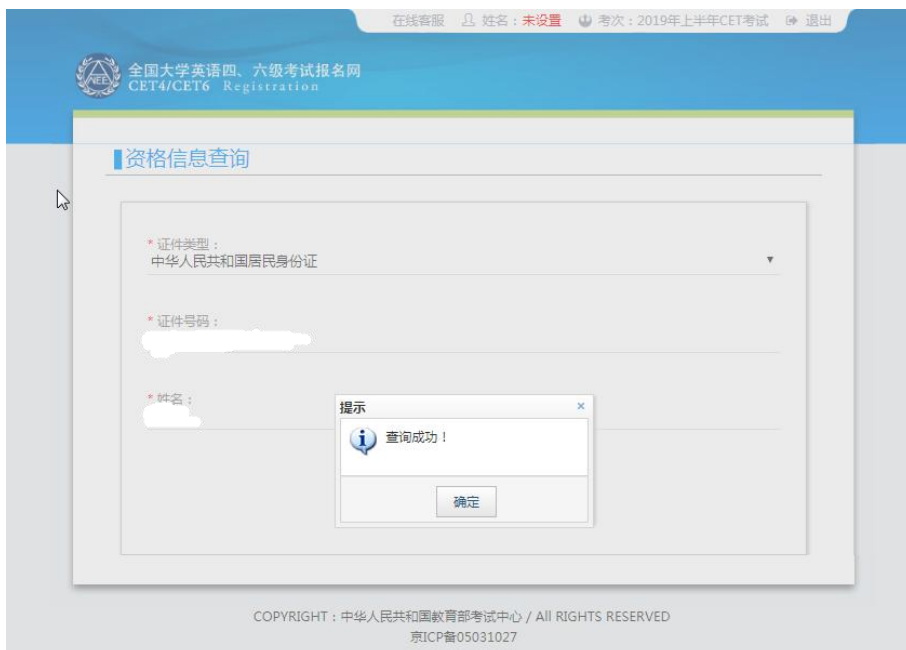 在线客服 姓名：未设置 考次：2019年上半年CET考试 退出
NEEA
全国大学英语四、六级考试报名网
CET4/CET6 Registration
资格信息查询
* 证件类型：
中华人民共和国居民身份证
* 证件号码：
* 姓名：
提示
查询成功！
确定
COPYRIGHT：中华人民共和国教育部考试中心 / All RIGHTS RESERVED
京ICP备05031027